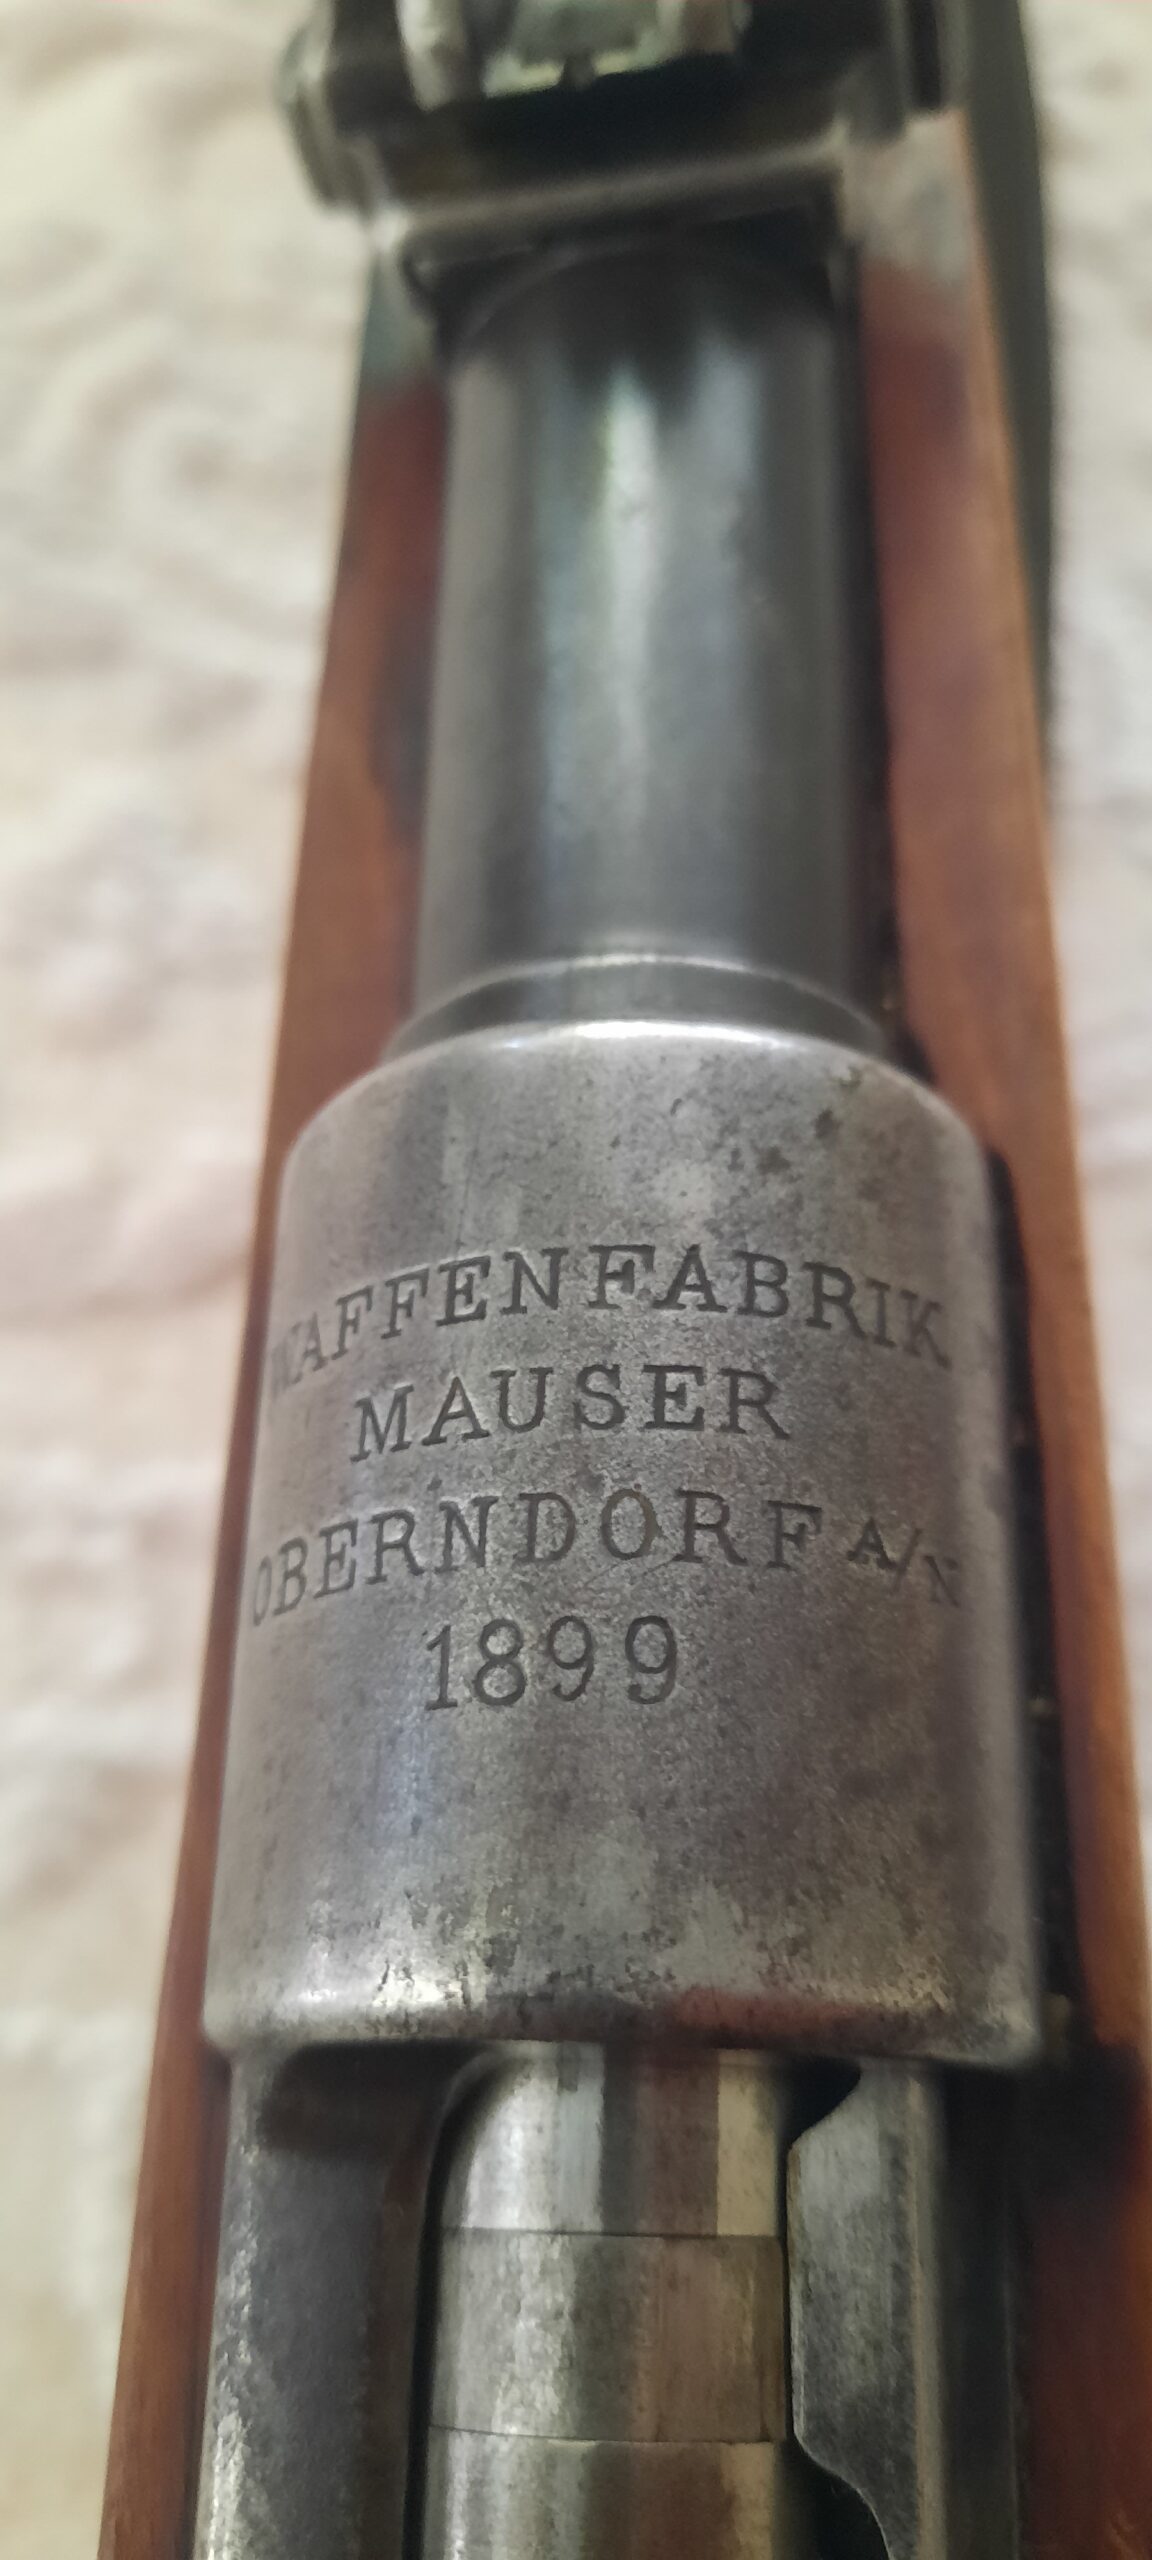 WAFFENFABRIK
MAUSER
OBERNDORF A/N
1899